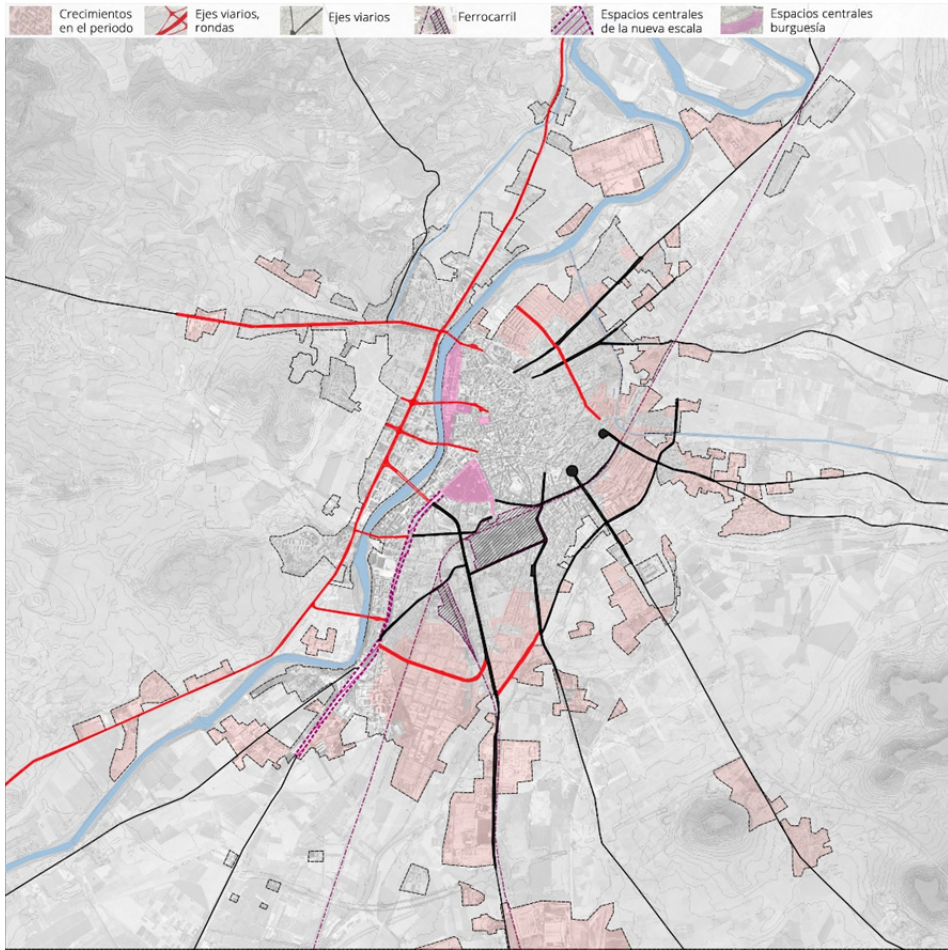 Crecimientos
en el periodo
Ejes viarios,
rondas
Ejes viarios
Ferrocarril
Espacios centrales
de la nueva escala
Espacios centrales
burguesía